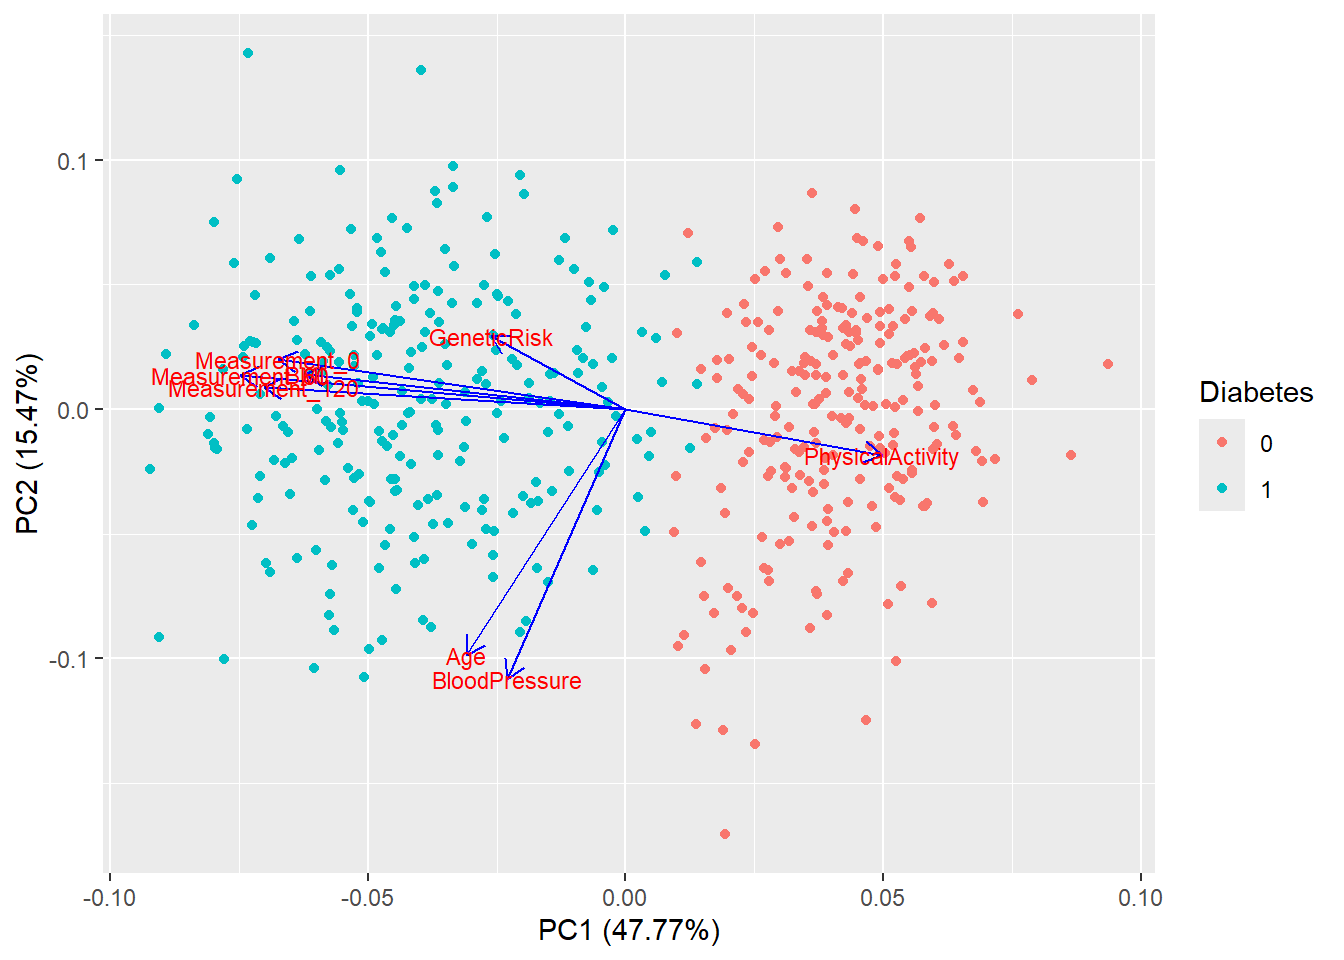 0.1
0.0
-0.1
-0.10
-0.05
0.00
0.05
0.10
PC1 (47.77%)
PC2 (15.47%)
GeneticRisk
Measurement_0
Measurement_120
PhysicalActivity
Age
BloodPressure
Diabetes
0
1